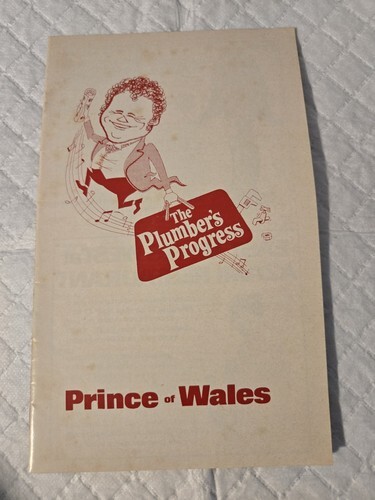 The
Plumber's
Progress
Prince of Wales